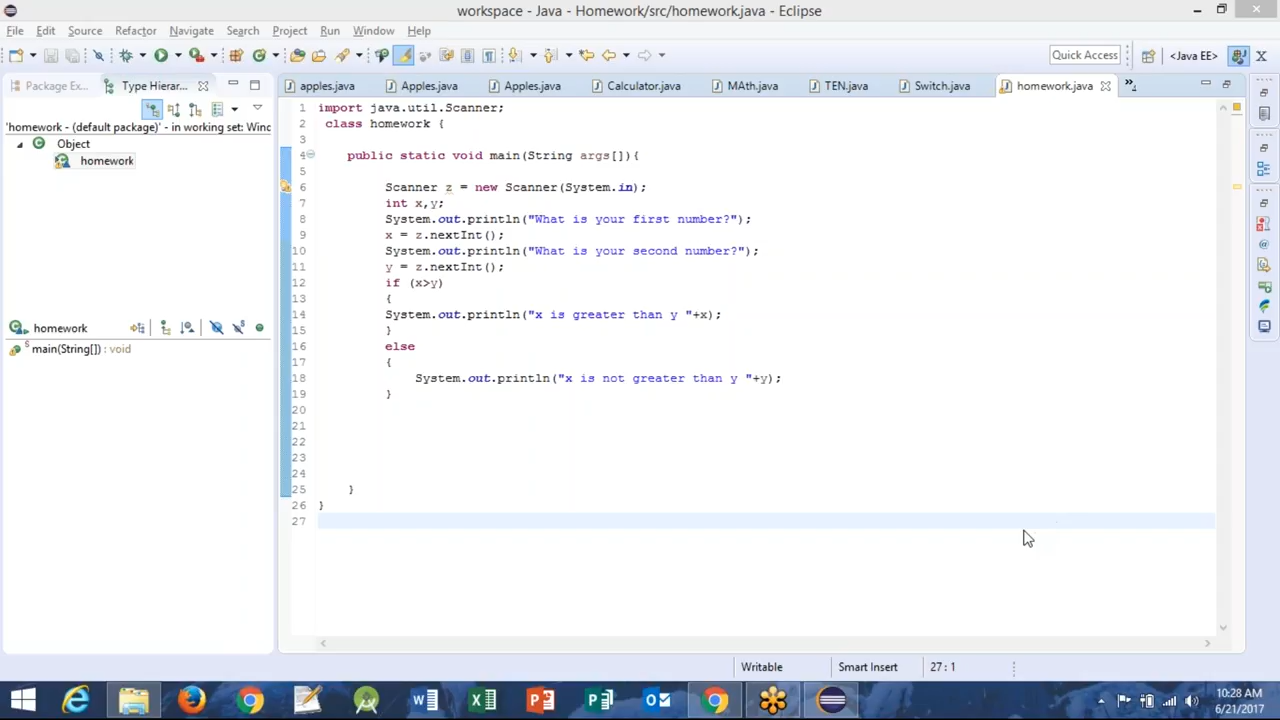 workspace - Java - Homework/src/homework.java - Eclipse
File Edit Source Refactor Navigate Search Project Run Window Help
Quick Access <Java EE>
Package Ex... Type Hierar... apples.java Apples.java Apples.java Calculator.java MAth.java TEN.java Switch.java homework.java
'homework - (default package)' - in working set: Winc
Object
homework
homework
main(String[]) : void
1 import java.util.Scanner;
2 class homework {
3
4 public static void main(String args[]){
5
6 Scanner z = new Scanner(System.in);
7 int x,y;
8 System.out.println("What is your first number?");
9 x = z.nextInt();
10 System.out.println("What is your second number?");
11 y = z.nextInt();
12 if (x>y)
13 {
14 System.out.println("x is greater than y "+x);
15 }
16 else
17 {
18 System.out.println("x is not greater than y "+y);
19 }
20
21
22
23
24
25 }
26 }
27
Writable Smart Insert 27 : 1
10:28 AM
6/21/2017